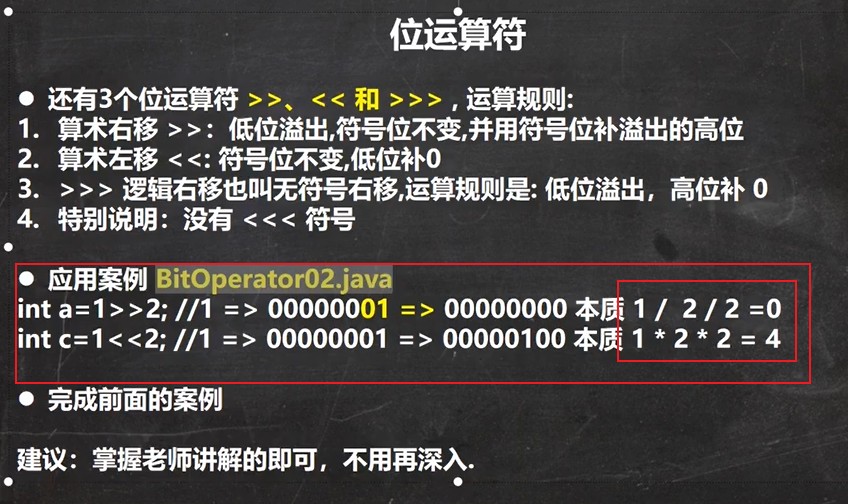 位运算符
● 还有3个位运算符 >>、<< 和 >>> , 运算规则:
1. 算术右移 >>：低位溢出,符号位不变,并用符号位补溢出的高位
2. 算术左移 <<: 符号位不变,低位补0
3. >>> 逻辑右移也叫无符号右移,运算规则是: 低位溢出，高位补 0
4. 特别说明：没有 <<< 符号
● 应用案例 BitOperator02.java
int a=1>>2; //1 => 00000001 => 00000000 本质 1 / 2 / 2 =0
int c=1<<2; //1 => 00000001 => 00000100 本质 1 * 2 * 2 = 4
● 完成前面的案例
建议：掌握老师讲解的即可，不用再深入.